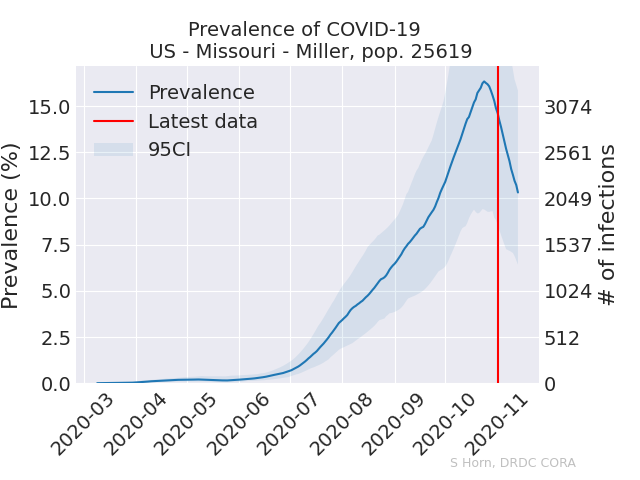 Prevalence of COVID-19
US - Missouri - Miller, pop. 25619
Prevalence
Latest data
95CI
Prevalence (%)
15.0
12.5
10.0
7.5
5.0
2.5
0.0
3074
2561
2049
1537
1024
512
0
# of infections
2020-03
2020-04
2020-05
2020-06
2020-07
2020-08
2020-09
2020-10
2020-11
S Horn, DRDC CORA